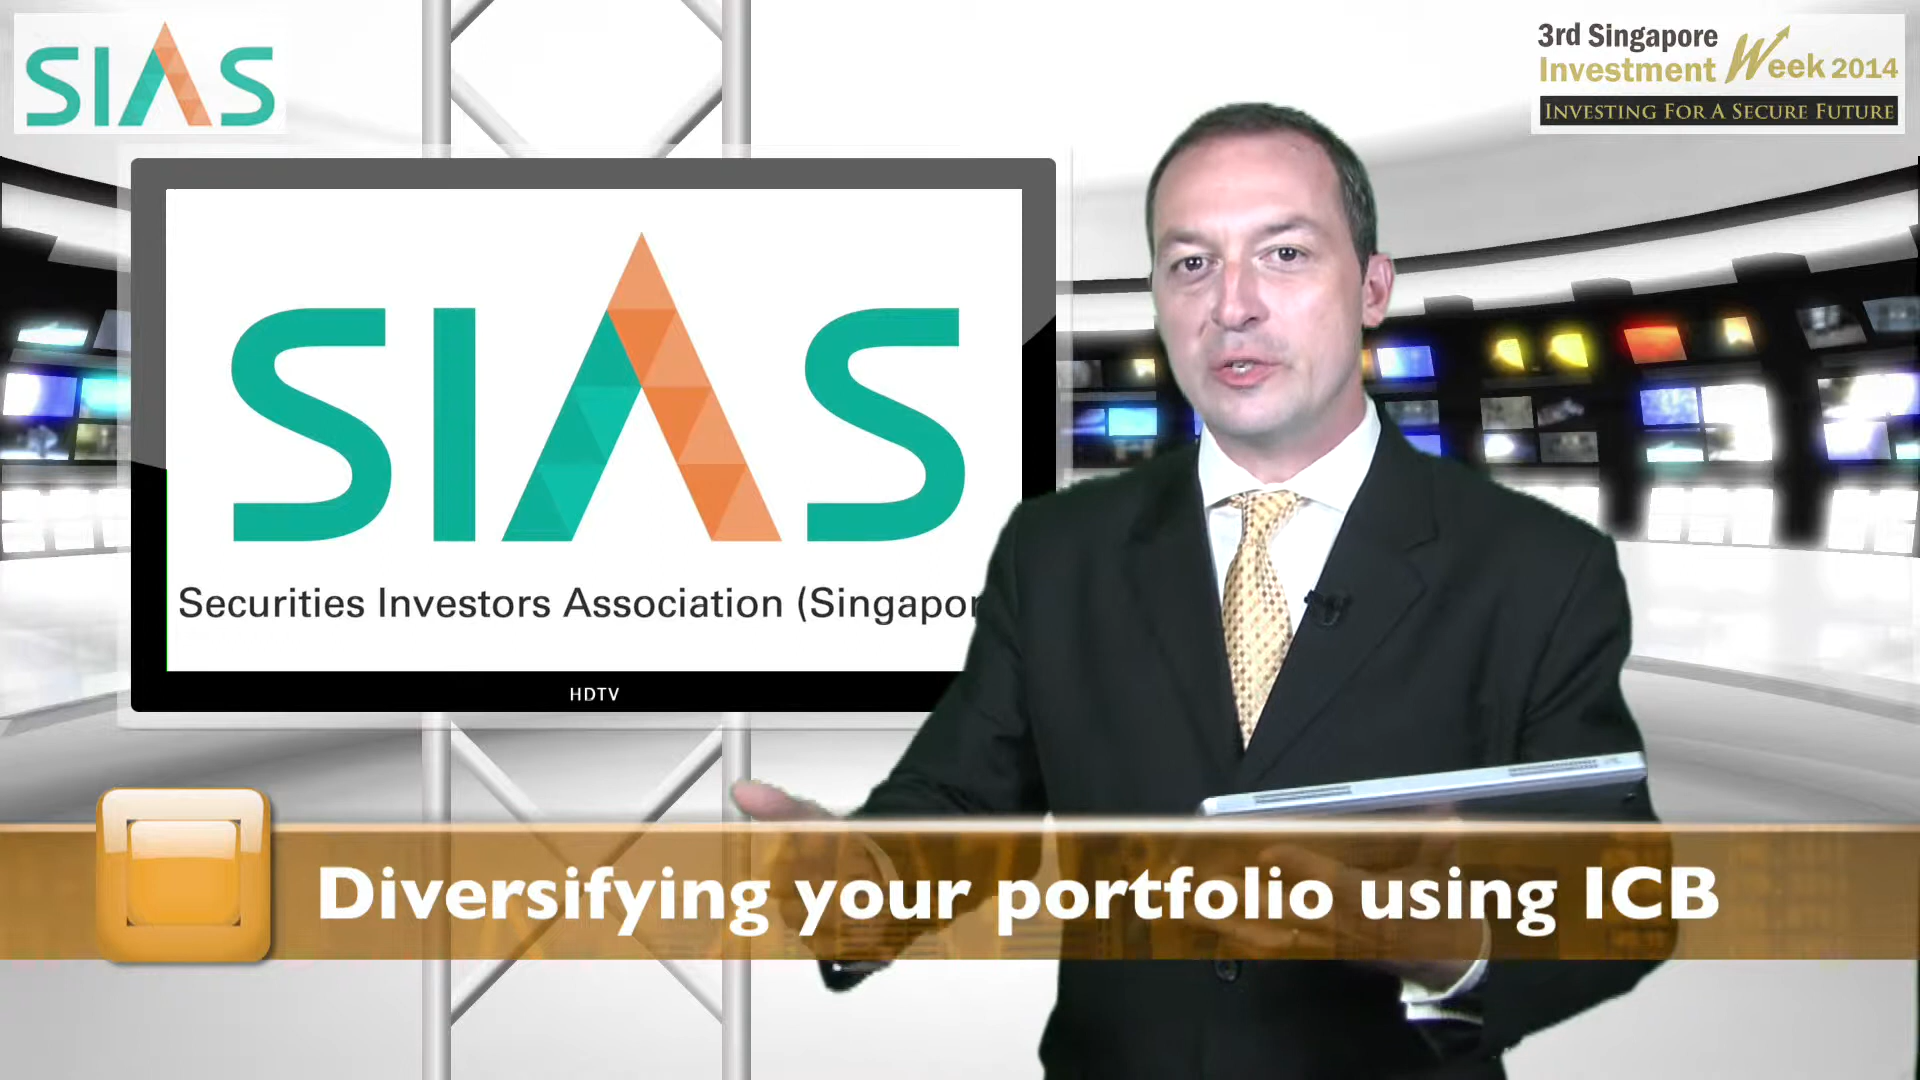 SIAS
3rd Singapore
Investment Week 2014
INVESTING FOR A SECURE FUTURE
SIAS
Securities Investors Association (Singapor
HDTV
Diversifying your portfolio using ICB